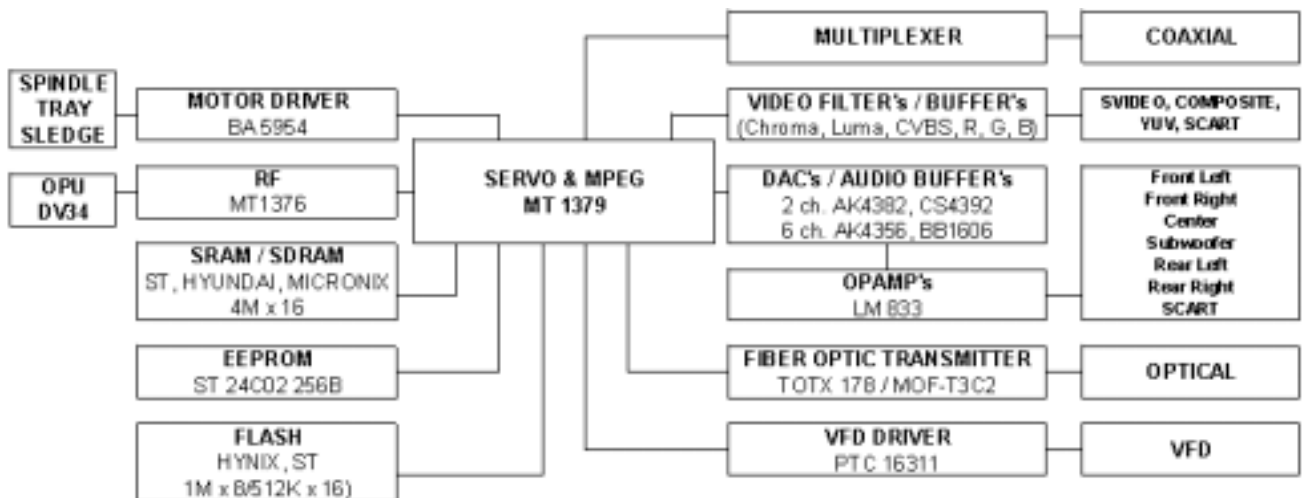 MULTIPLEXER
COAXIAL
SPINDLE
TRAY
SLEDGE
MOTOR DRIVER
BA 5954
VIDEO FILTER's / BUFFER's
(Chroma, Luma, CVBS, R, G, B)
SVIDEO, COMPOSITE,
YUV, SCART
OPU
DV34
RF
MT1376
SERVO & MPEG
MT 1379
DAC's / AUDIO BUFFER's
2 ch. AK4382, CS4392
6 ch. AK4356, BB1606
Front Left
Front Right
Center
Subwoofer
Rear Left
Rear Right
SCART
SRAM / SDRAM
ST, HYUNDAI, MICRONIX
4M x 16
OPAMP's
LM 833
EEPROM
ST 24C02 256B
FIBER OPTIC TRANSMITTER
TOTX 178 / MOF-T3C2
OPTICAL
FLASH
HYNIX, ST
1M x 8/512K x 16)
VFD DRIVER
PTC 16311
VFD